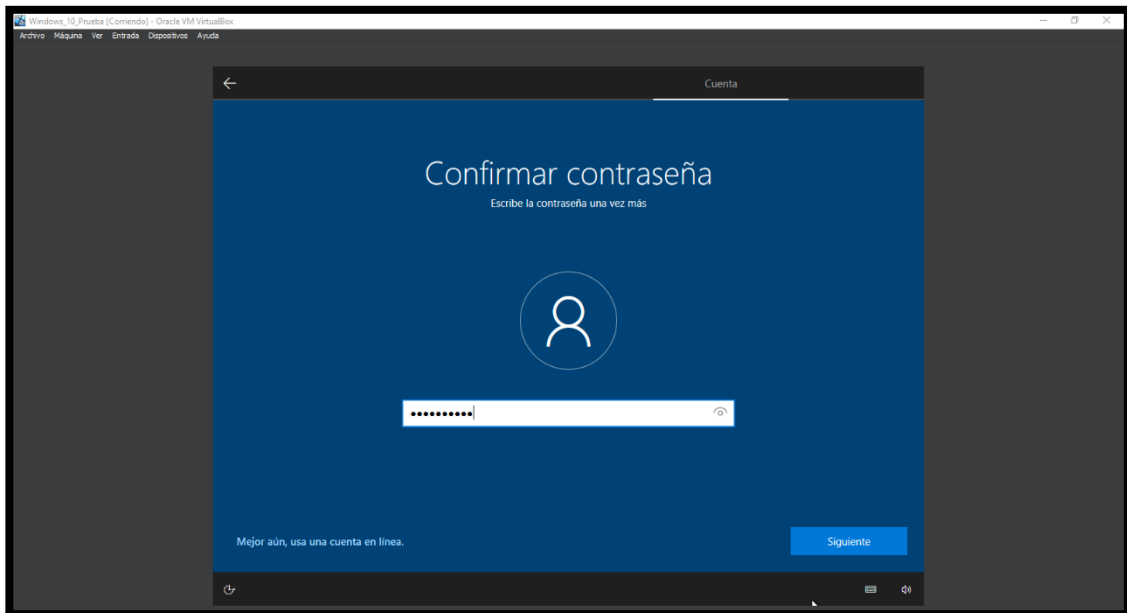 Windows_10_Prueba [Corriendo] - Oracle VM VirtualBox
Archivo Máquina Ver Entrada Dispositivos Ayuda
Cuenta
Confirmar contraseña
Escribe la contraseña una vez más
••••••••••
Mejor aún, usa una cuenta en línea.
Siguiente